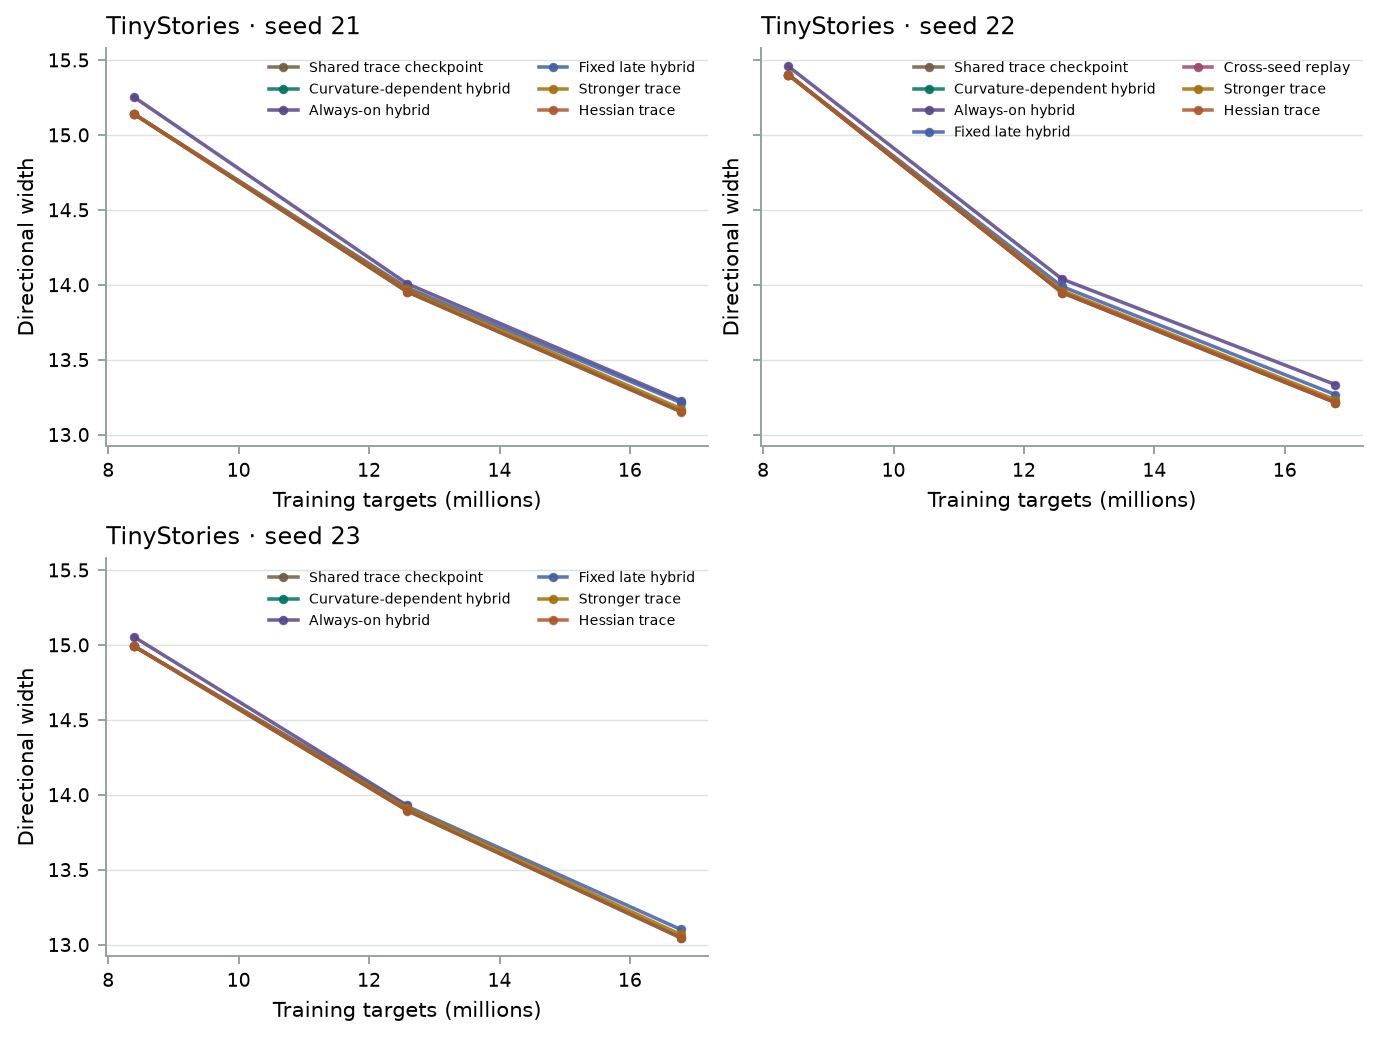 TinyStories · seed 21
15.5
15.0
14.5
14.0
13.5
13.0
Directional width
Shared trace checkpoint
Curvature-dependent hybrid
Always-on hybrid
Fixed late hybrid
Stronger trace
Hessian trace
8 10 12 14 16
Training targets (millions)
TinyStories · seed 22
Directional width
Shared trace checkpoint
Curvature-dependent hybrid
Always-on hybrid
Fixed late hybrid
Cross-seed replay
Stronger trace
Hessian trace
8 10 12 14 16
Training targets (millions)
TinyStories · seed 23
15.5
15.0
14.5
14.0
13.5
13.0
Directional width
Shared trace checkpoint
Curvature-dependent hybrid
Always-on hybrid
Fixed late hybrid
Stronger trace
Hessian trace
8 10 12 14 16
Training targets (millions)